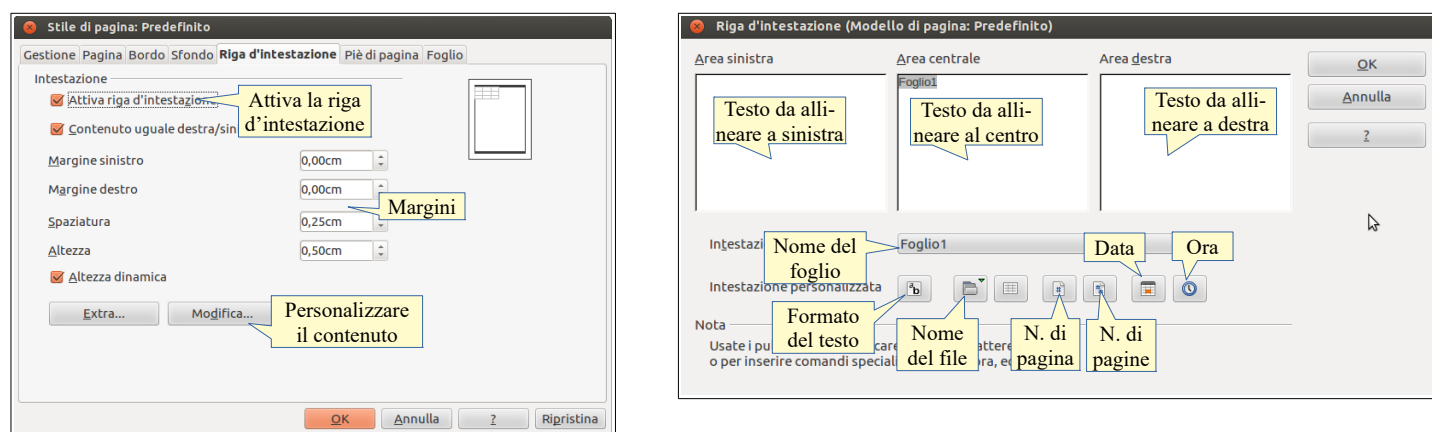 Stile di pagina: Predefinito
Gestione Pagina Bordo Sfondo Riga d'intestazione Piè di pagina Foglio
Intestazione
Attiva riga d'intestazione
Attiva la riga
d'intestazione
Contenuto uguale destra/sin
Margine sinistro 0,00cm
Margine destro 0,00cm
Margini
Spaziatura 0,25cm
Altezza 0,50cm
Altezza dinamica
Extra... Modifica...
Personalizzare
il contenuto
OK Annulla ? Ripristina
Riga d'intestazione (Modello di pagina: Predefinito)
Area sinistra Area centrale Area destra
Foglio1
Testo da alli-
neare a sinistra
Testo da alli-
neare al centro
Testo da alli-
neare a destra
OK
Annulla
?
Intestazi Foglio1
Nome del
foglio
Data
Ora
Intestazione personalizzata
Formato
del testo
Nome
del file
N. di
pagina
N. di
pagine
Nota
Usate i pu
o per inserire comandi special